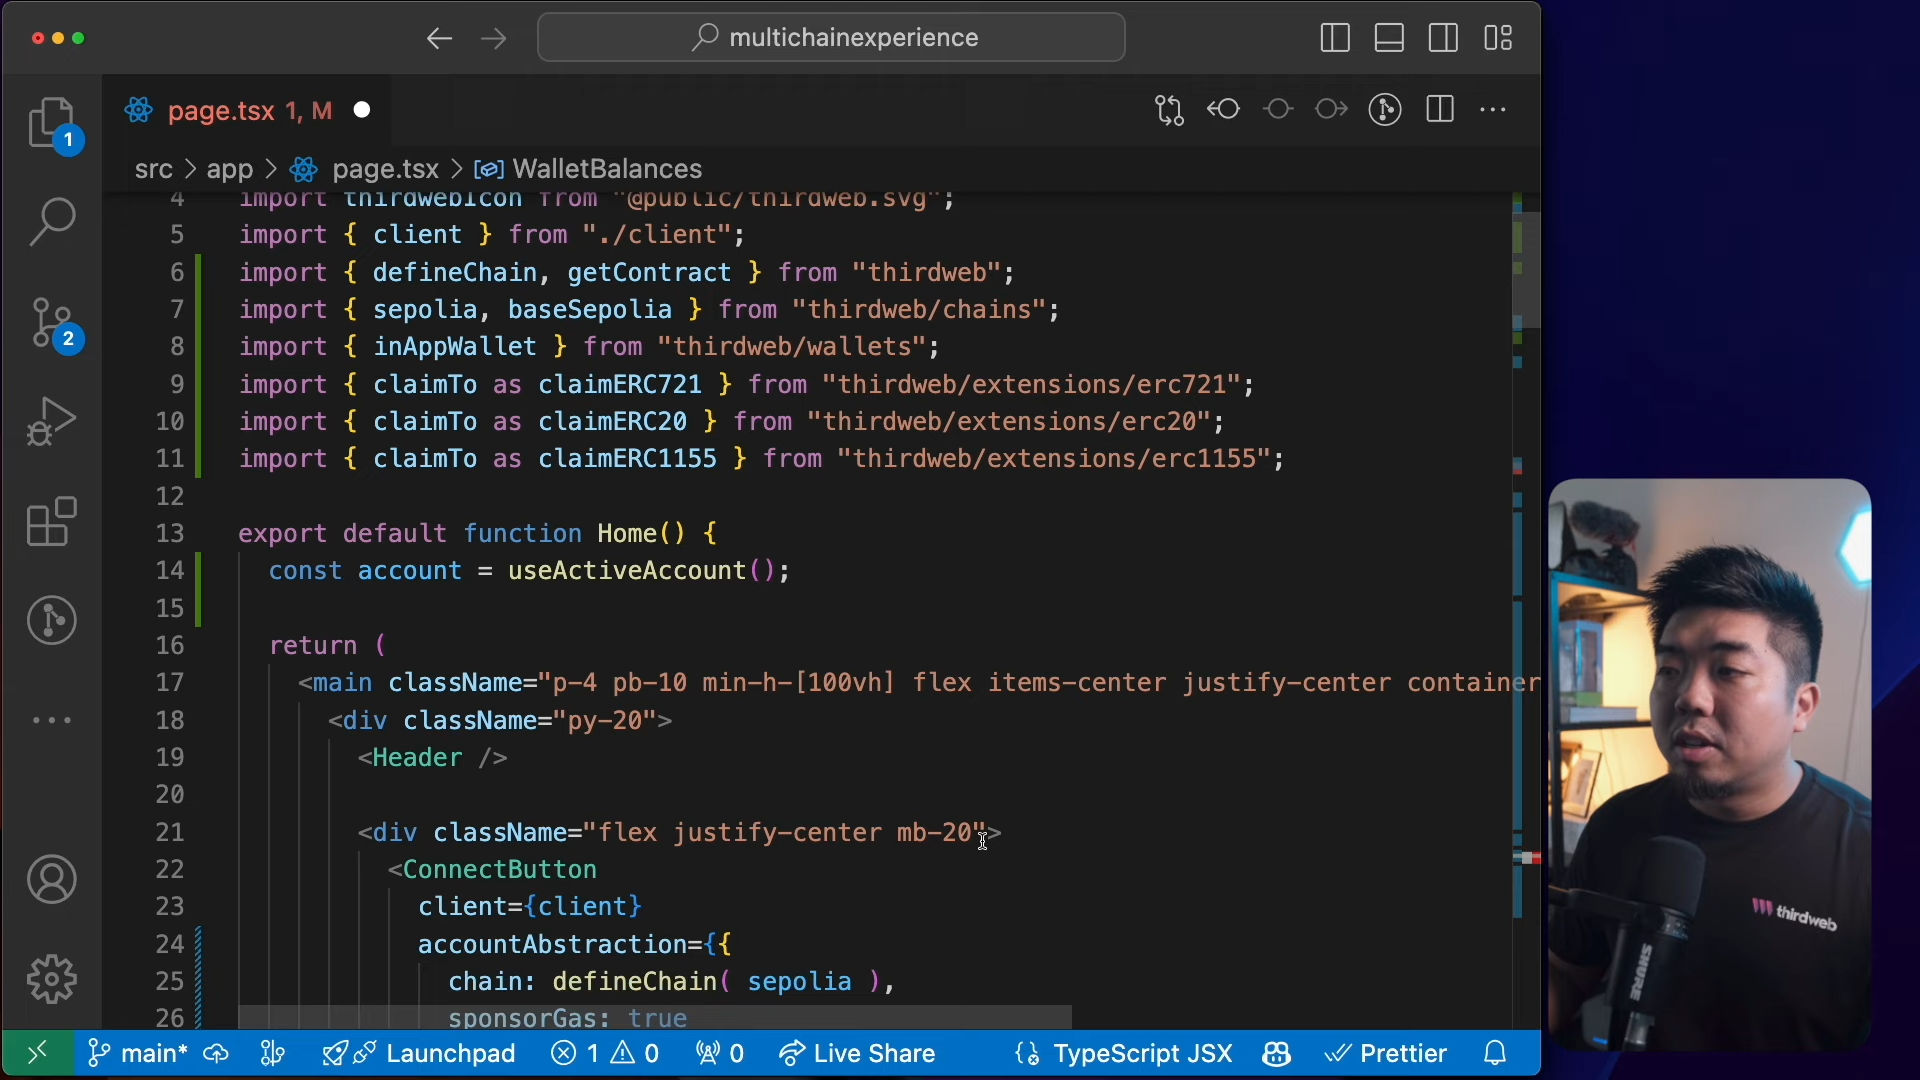 multichainexperience
page.tsx 1, M
src > app > page.tsx > WalletBalances
4 import thirdwebIcon from "@public/thirdweb.svg";
5 import { client } from "./client";
6 import { defineChain, getContract } from "thirdweb";
7 import { sepolia, baseSepolia } from "thirdweb/chains";
8 import { inAppWallet } from "thirdweb/wallets";
9 import { claimTo as claimERC721 } from "thirdweb/extensions/erc721";
10 import { claimTo as claimERC20 } from "thirdweb/extensions/erc20";
11 import { claimTo as claimERC1155 } from "thirdweb/extensions/erc1155";
12
13 export default function Home() {
14 const account = useActiveAccount();
15
16 return (
17 <main className="p-4 pb-10 min-h-[100vh] flex items-center justify-center container
18 <div className="py-20">
19 <Header />
20
21 <div className="flex justify-center mb-20">
22 <ConnectButton
23 client={client}
24 accountAbstraction={{
25 chain: defineChain( sepolia ),
26 sponsorGas: true
1
2
main* Launchpad 1 0 0 Live Share TypeScript JSX Prettier
thirdweb
SHURE